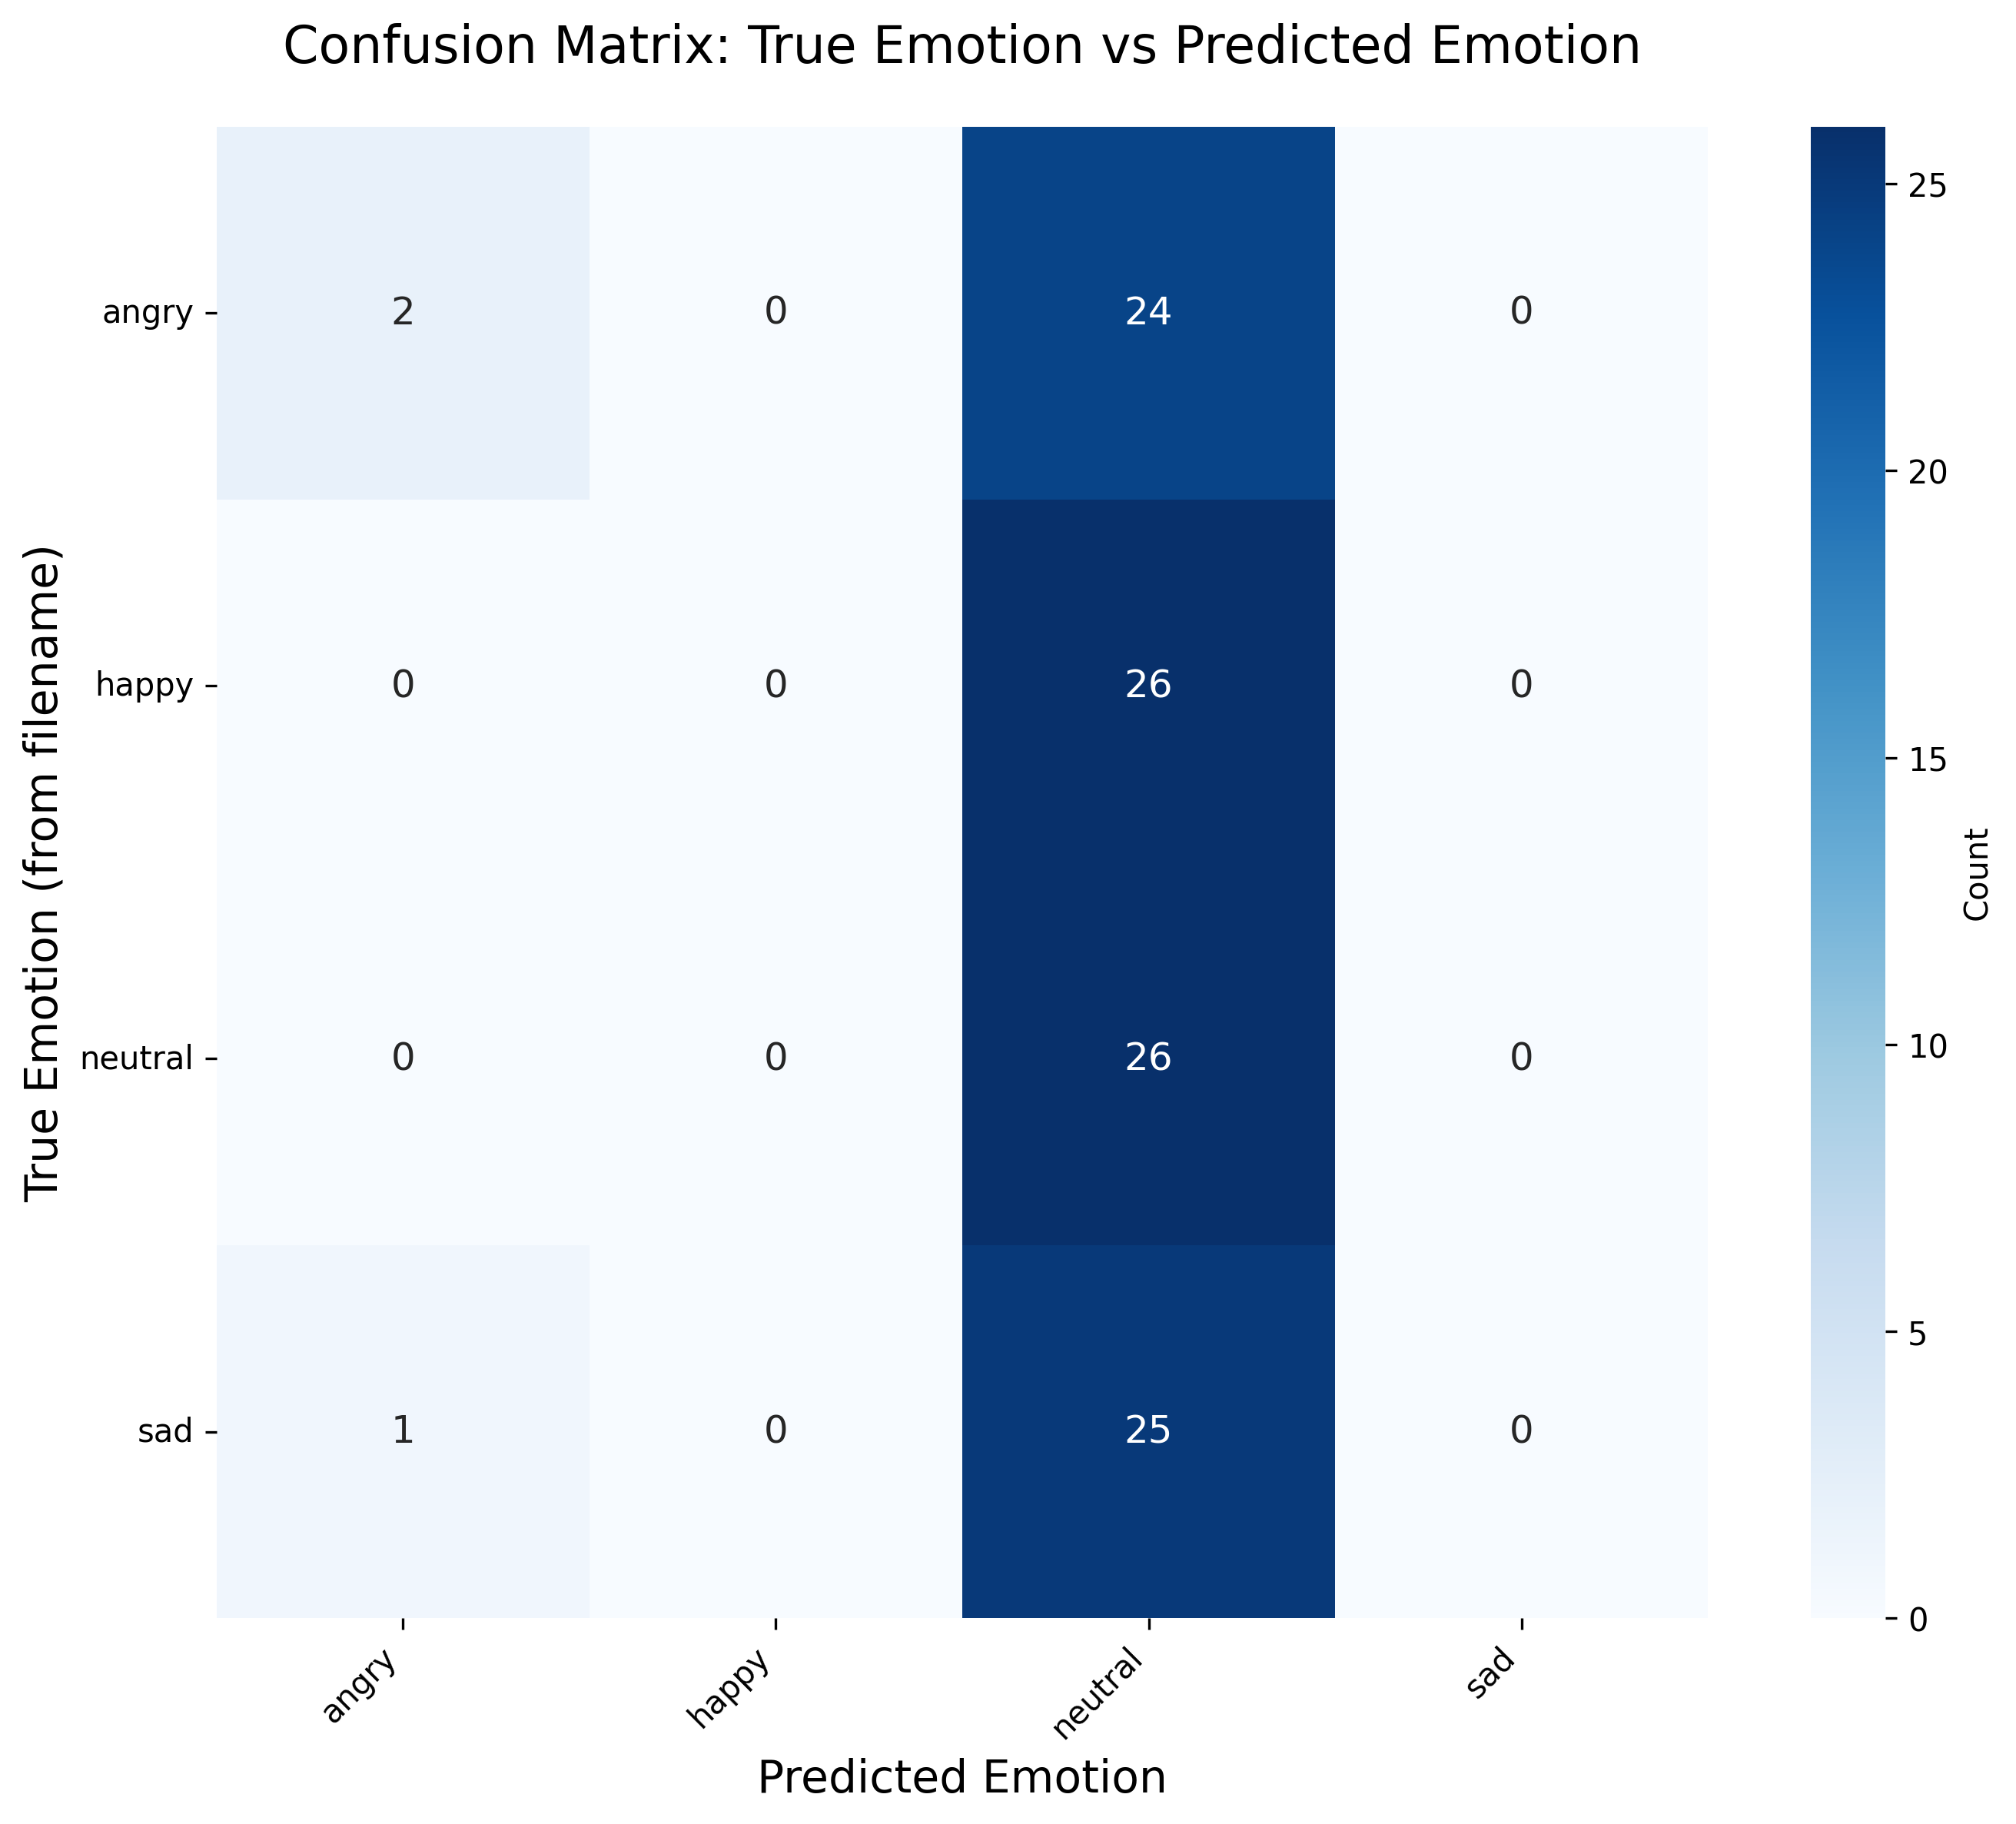 Confusion Matrix: True Emotion vs Predicted Emotion
True Emotion (from filename)
angry
2 0 24 0
happy
0 0 26 0
neutral
0 0 26 0
sad
1 0 25 0
angry
happy
neutral
sad
Predicted Emotion
25
20
15
10
5
0
Count